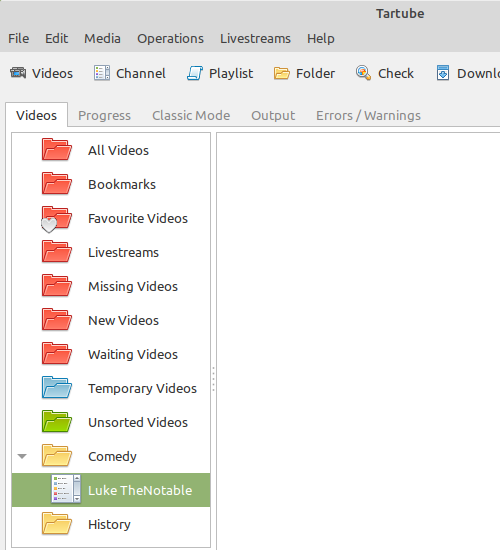 Tartube
File Edit Media Operations Livestreams Help
Videos Channel Playlist Folder Check Downlo
Videos Progress Classic Mode Output Errors / Warnings
All Videos
Bookmarks
Favourite Videos
Livestreams
Missing Videos
New Videos
Waiting Videos
Temporary Videos
Unsorted Videos
Comedy
Luke TheNotable
History